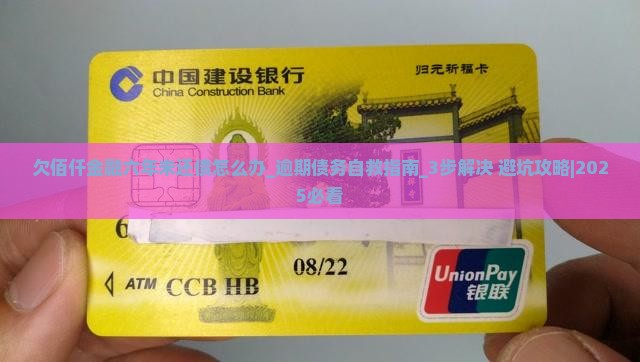 中国建设银行
China Construction Bank
归元祈福卡
欠佰仟金融六年未还该怎么办_逾期债务自救指南_3步解决 避坑攻略|202
5必看
6
08/22
ATM CCB HB
UnionPay
银联